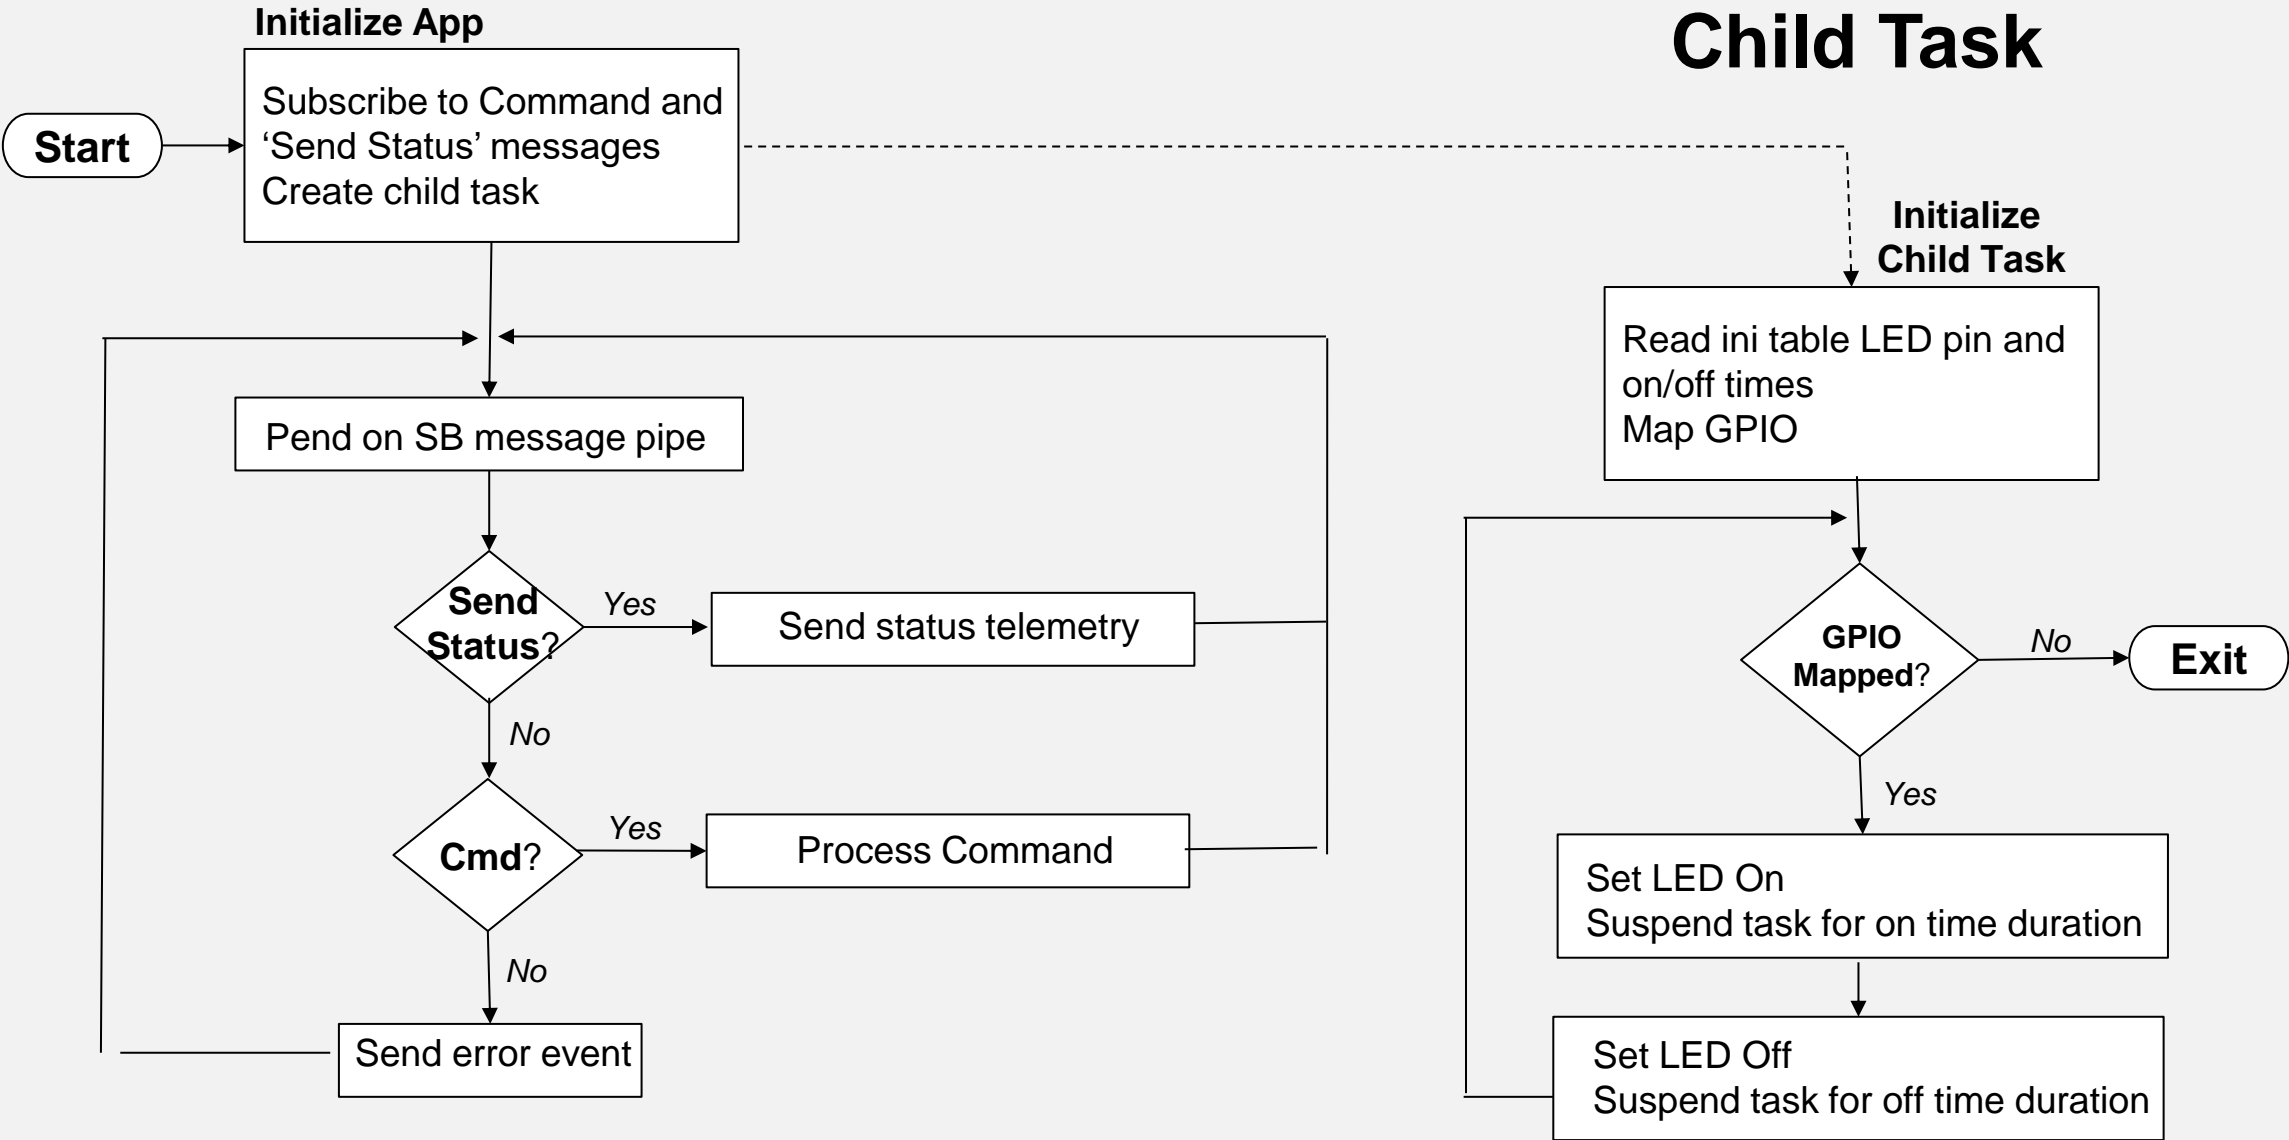 Initialize App
Child Task
Start
Subscribe to Command and
‘Send Status’ messages
Create child task
Initialize
Child Task
Read ini table LED pin and
on/off times
Map GPIO
Pend on SB message pipe
Send
Status?
Yes
Send status telemetry
No
GPIO
Mapped?
No
Exit
Yes
Cmd?
Yes
Process Command
No
Set LED On
Suspend task for on time duration
Send error event
Set LED Off
Suspend task for off time duration